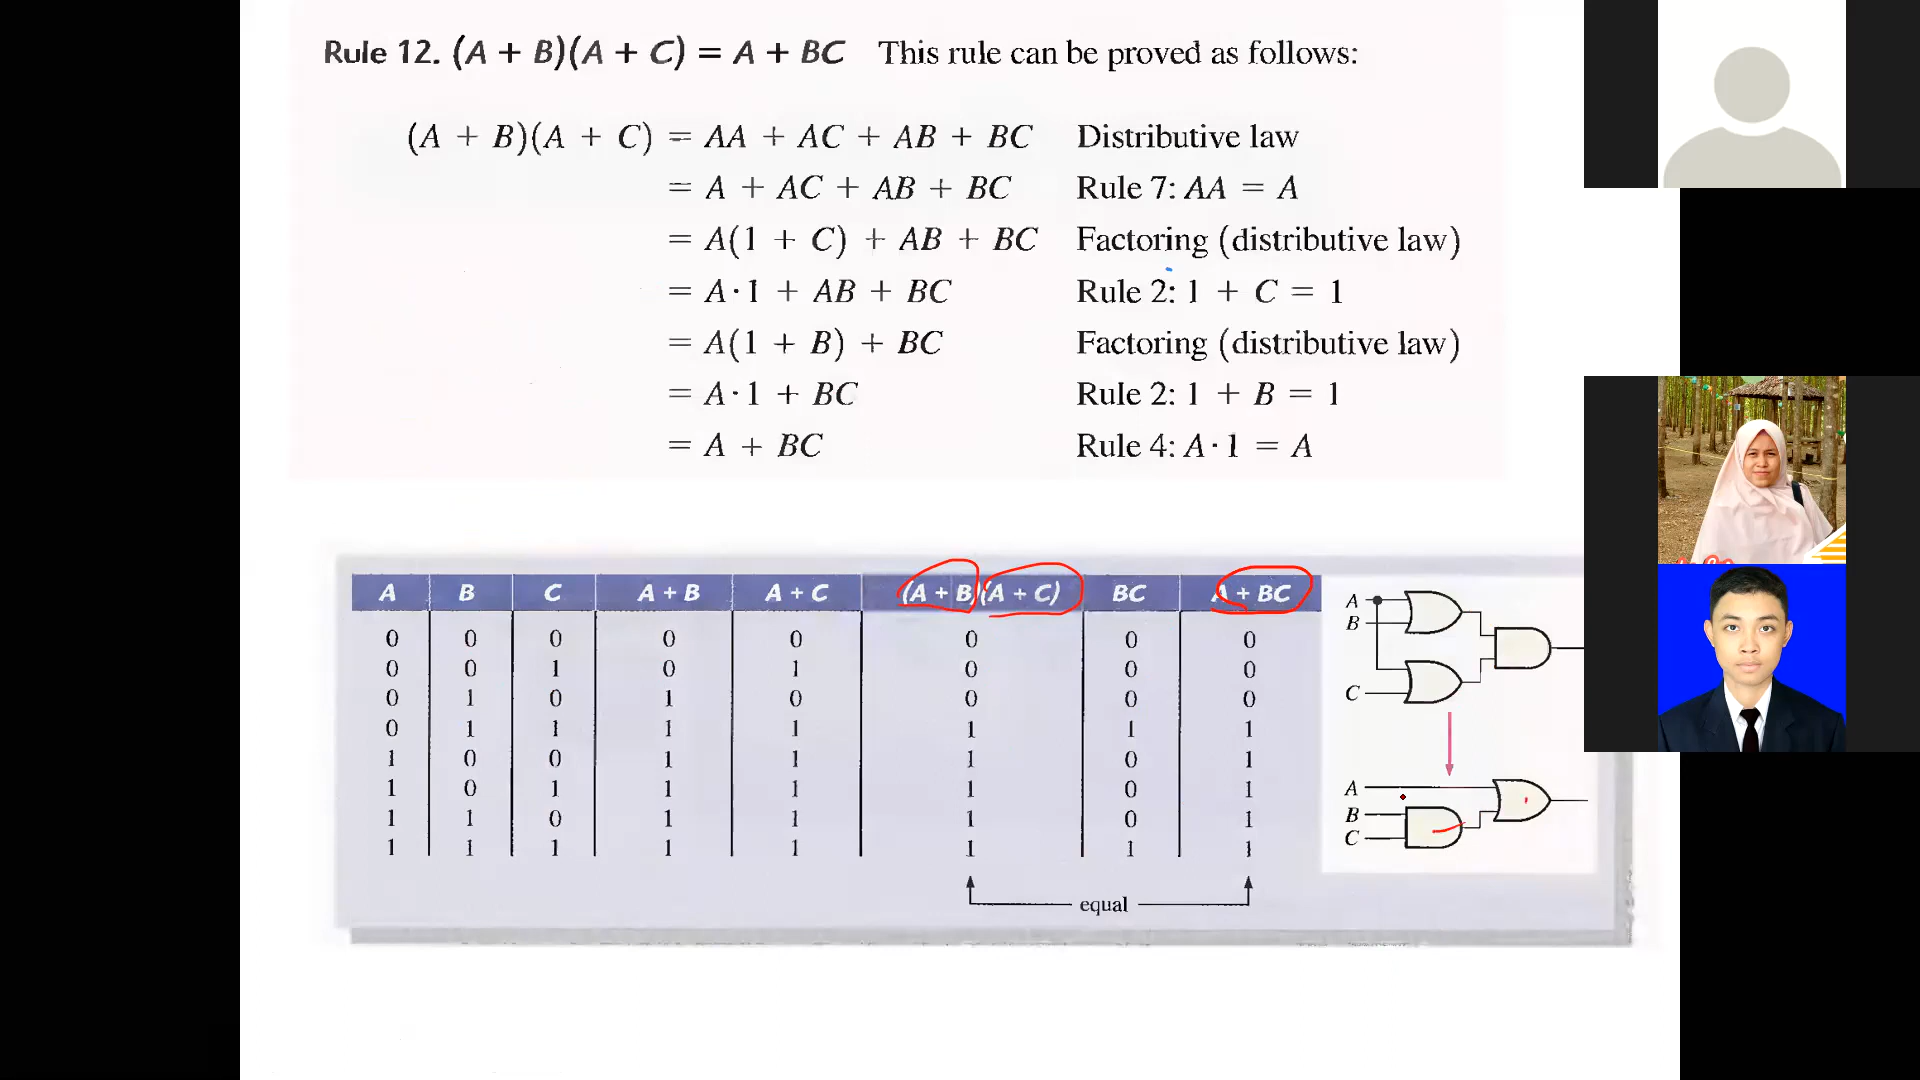 Rule 12. (A + B)(A + C) = A + BC This rule can be proved as follows:
(A + B)(A + C) = AA + AC + AB + BC Distributive law
= A + AC + AB + BC Rule 7: AA = A
= A(1 + C) + AB + BC Factoring (distributive law)
= A·1 + AB + BC Rule 2: 1 + C = 1
= A(1 + B) + BC Factoring (distributive law)
= A·1 + BC Rule 2: 1 + B = 1
= A + BC Rule 4: A·1 = A
A B C A + B A + C (A + B)(A + C) BC A + BC
0 0 0 0 0 0 0 0
0 0 1 0 1 0 0 0
0 1 0 1 0 0 0 0
0 1 1 1 1 1 1 1
1 0 0 1 1 1 0 1
1 0 1 1 1 1 0 1
1 1 0 1 1 1 0 1
1 1 1 1 1 1 1 1
equal
A
B
C
A
B
C